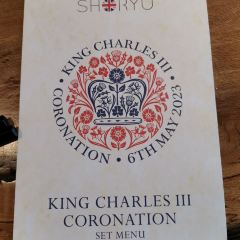 SHORYU
KING CHARLES III
CORONATION • 6TH MAY 2023
KING CHARLES III
CORONATION
SET MENU